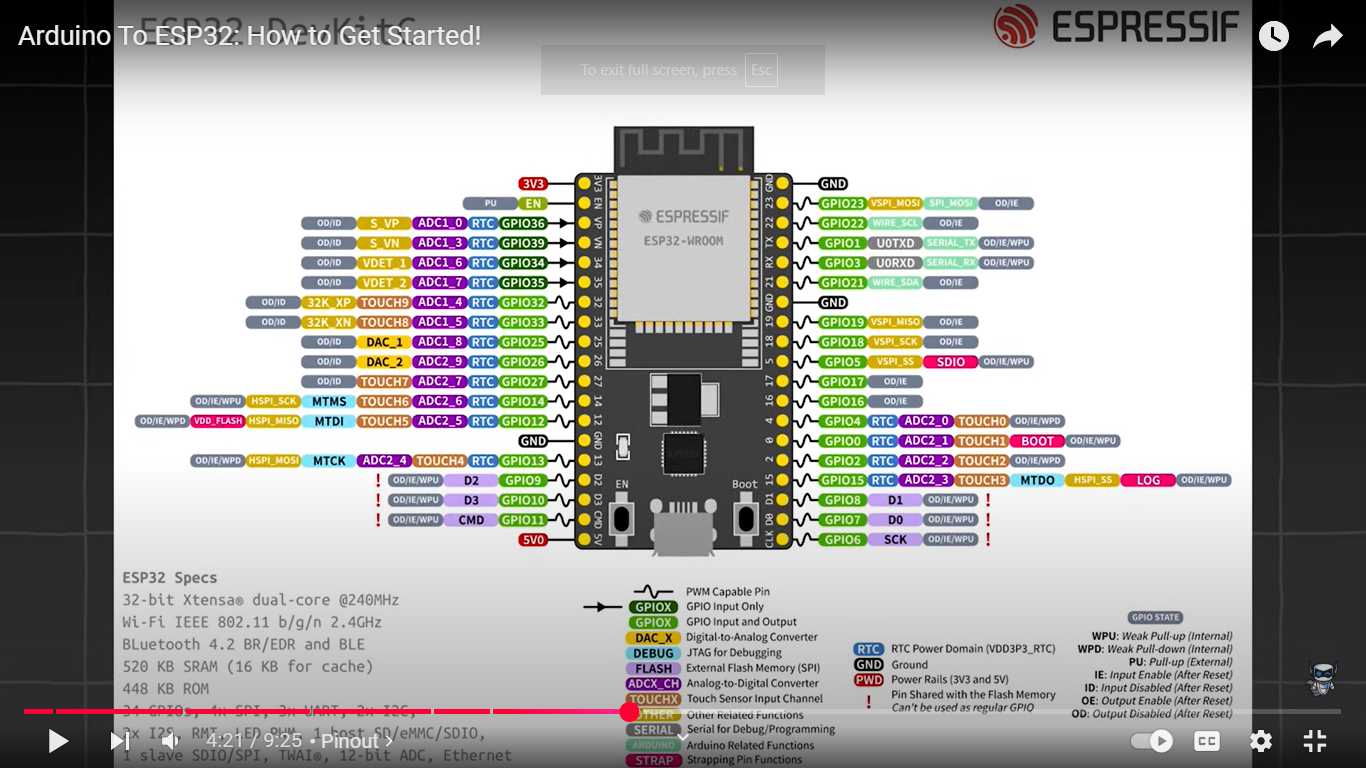 ESP32-DevKitC
Arduino To ESP32: How to Get Started!
ESPRESSIF
To exit full screen, press Esc
3V3 GND
PU EN GPIO23 VSPI_MOSI SPI_MOSI OD/IE
OD/ID S_VP ADC1_0 RTC GPIO36 GPIO22 WIRE_SCL OD/IE
OD/ID S_VN ADC1_3 RTC GPIO39 GPIO1 U0TXD SERIAL_TX OD/IE/WPU
OD/ID VDET_1 ADC1_6 RTC GPIO34 GPIO3 U0RXD SERIAL_RX OD/IE/WPU
OD/ID VDET_2 ADC1_7 RTC GPIO35 GPIO21 WIRE_SDA OD/IE
OD/ID 32K_XP TOUCH9 ADC1_4 RTC GPIO32 GND
OD/ID 32K_XN TOUCH8 ADC1_5 RTC GPIO33 GPIO19 VSPI_MISO OD/IE
OD/ID DAC_1 ADC1_8 RTC GPIO25 GPIO18 VSPI_SCK OD/IE
OD/ID DAC_2 ADC2_9 RTC GPIO26 GPIO5 VSPI_SS SDIO OD/IE/WPU
OD/ID TOUCH7 ADC2_7 RTC GPIO27 GPIO17 OD/IE
OD/IE/WPU HSPI_SCK MTMS TOUCH6 ADC2_6 RTC GPIO14 GPIO16 OD/IE
OD/IE/WPD VDD_FLASH HSPI_MISO MTDI TOUCH5 ADC2_5 RTC GPIO12 GPIO4 RTC ADC2_0 TOUCH0 OD/IE/WPD
GND GPIO0 RTC ADC2_1 TOUCH1 BOOT OD/IE/WPU
OD/IE/WPD HSPI_MOSI MTCK ADC2_4 TOUCH4 RTC GPIO13 GPIO2 RTC ADC2_2 TOUCH2 OD/IE/WPD
! OD/IE/WPU D2 GPIO9 GPIO15 RTC ADC2_3 TOUCH3 MTDO HSPI_SS LOG OD/IE/WPU
! OD/IE/WPU D3 GPIO10 GPIO8 D1 OD/IE/WPU !
! OD/IE/WPU CMD GPIO11 GPIO7 D0 OD/IE/WPU !
5V0 GPIO6 SCK OD/IE/WPU !
ESPRESSIF
ESP32-WROOM
3V3 EN VP VN 34 35 32 33 25 26 27 14 12 GND 13 D2 D3 CMD 5V
GND 23 22 TX RX 21 GND 19 18 5 17 16 4 0 2 15 D1 D0 CLK
EN Boot
ESP32 Specs
32-bit Xtensa® dual-core @240MHz
Wi-Fi IEEE 802.11 b/g/n 2.4GHz
BLuetooth 4.2 BR/EDR and BLE
520 KB SRAM (16 KB for cache)
448 KB ROM
34 GPIOs, 4x SPI, 3x UART, 2x I2C,
2x I2S, RMT, LED PWM, 1 host SD/eMMC/SDIO,
1 slave SDIO/SPI, TWAI®, 12-bit ADC, Ethernet
PWM Capable Pin
GPIOX GPIO Input Only
GPIOX GPIO Input and Output
DAC_X Digital-to-Analog Converter
DEBUG JTAG for Debugging
FLASH External Flash Memory (SPI)
ADCX_CH Analog-to-Digital Converter
TOUCHX Touch Sensor Input Channel
OTHER Other Related Functions
SERIAL Serial for Debug/Programming
ARDUINO Arduino Related Functions
STRAP Strapping Pin Functions
RTC RTC Power Domain (VDD3P3_RTC)
GND Ground
PWD Power Rails (3V3 and 5V)
! Pin Shared with the Flash Memory
Can't be used as regular GPIO
GPIO STATE
WPU: Weak Pull-up (Internal)
WPD: Weak Pull-down (Internal)
PU: Pull-up (External)
IE: Input Enable (After Reset)
ID: Input Disabled (After Reset)
OE: Output Enable (After Reset)
OD: Output Disabled (After Reset)
4:21 / 9:25 • Pinout >
CC